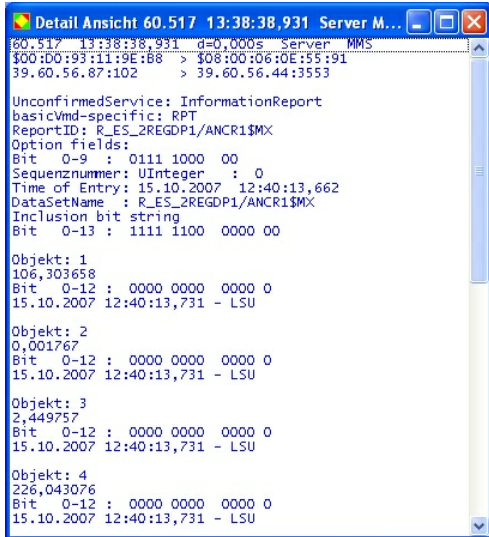 Detail Ansicht 60.517 13:38:38,931 Server M...
60.517 13:38:38,931 d=0,000s Server MMS
$00:D0:93:11:9E:B8 > $08:00:06:0E:55:91
39.60.56.87:102 > 39.60.56.44:3553
UnconfirmedService: InformationReport
basicVmd-specific: RPT
ReportID: R_ES_2REGDP1/ANCR1$MX
Option fields:
Bit 0-9 : 0111 1000 00
Sequenznummer: UInteger : 0
Time of Entry: 15.10.2007 12:40:13,662
DataSetName : R_ES_2REGDP1/ANCR1$MX
Inclusion bit string
Bit 0-13 : 1111 1100 0000 00
Objekt: 1
106,303658
Bit 0-12 : 0000 0000 0000 0
15.10.2007 12:40:13,731 - LSU
Objekt: 2
0,001767
Bit 0-12 : 0000 0000 0000 0
15.10.2007 12:40:13,731 - LSU
Objekt: 3
2,449757
Bit 0-12 : 0000 0000 0000 0
15.10.2007 12:40:13,731 - LSU
Objekt: 4
226,043076
Bit 0-12 : 0000 0000 0000 0
15.10.2007 12:40:13,731 - LSU